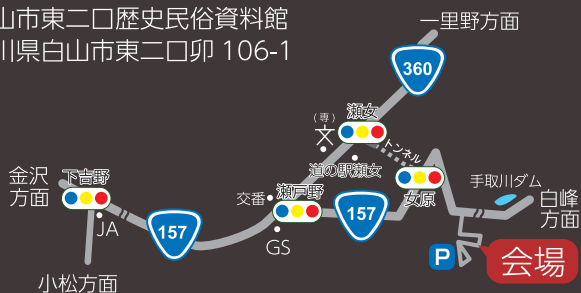 山市東二口歴史民俗資料館
川県白山市東二口卯 106-1
一里野方面
360
(専)
文
瀬女
トンネル
道の駅瀬女
金沢
方面
下吉野
JA
157
小松方面
交番
瀬戸野
GS
157
女原
手取川ダム
白峰
方面
P
会場